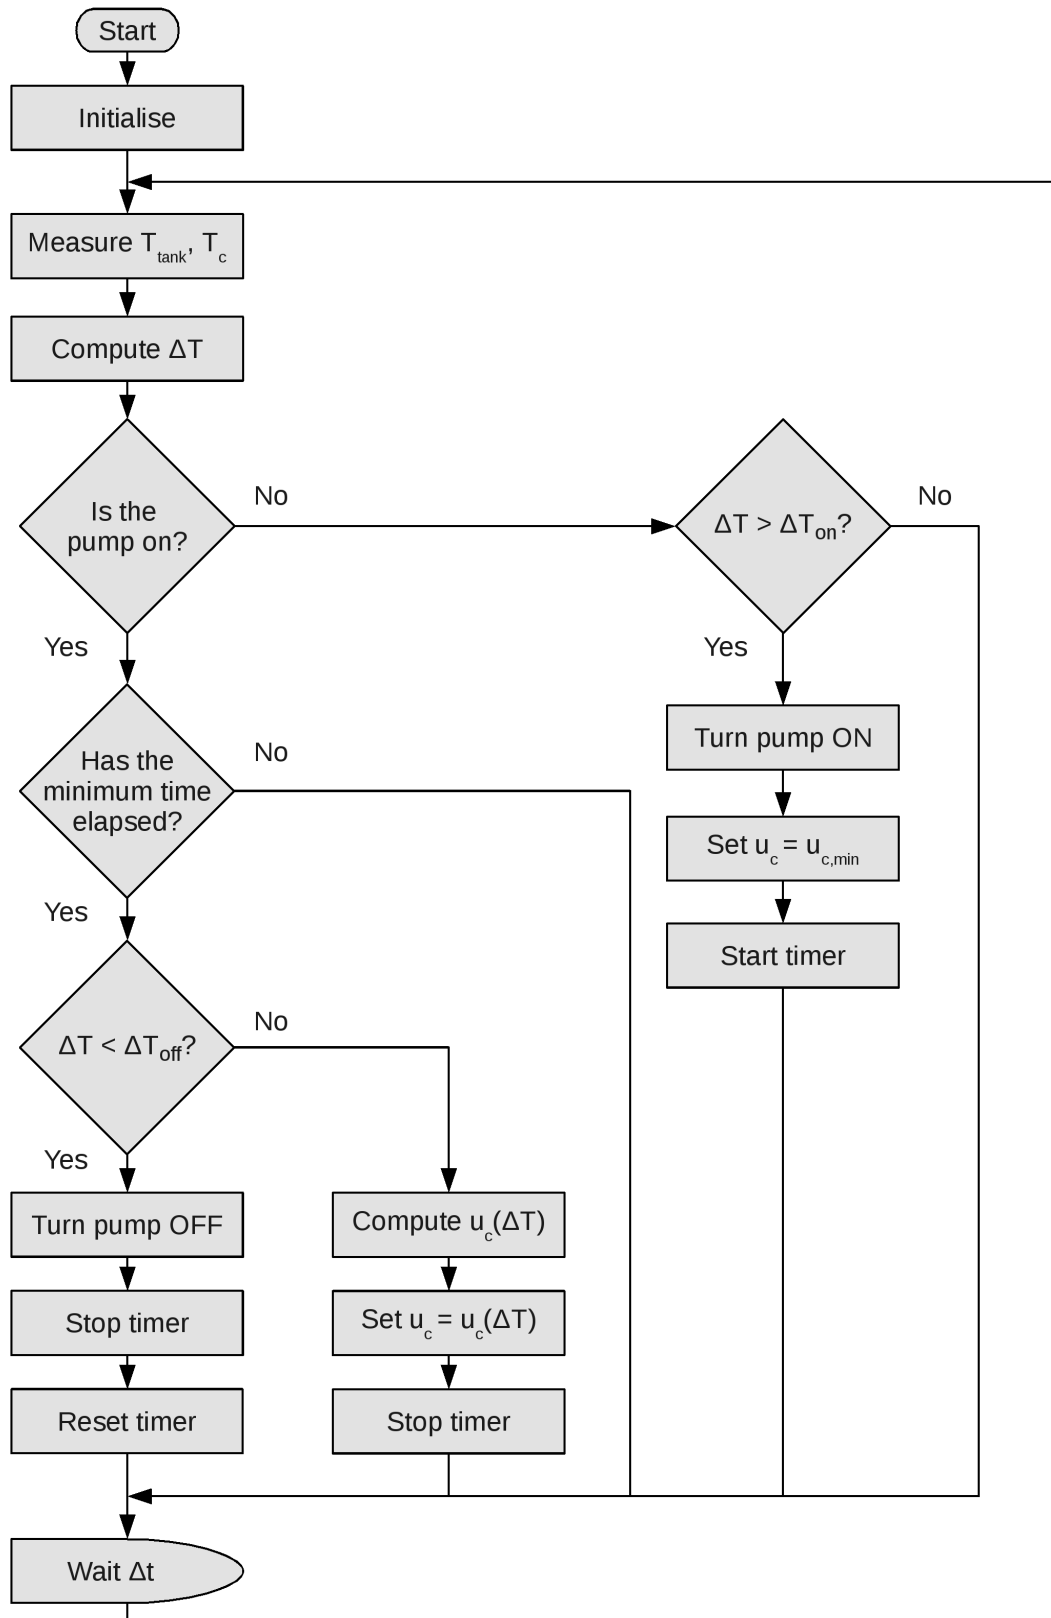 Start
Initialise
Measure T_tank, T_c
Compute ΔT
Is the
pump on?
No
ΔT > ΔT_on?
No
Yes
Yes
Turn pump ON
Has the
minimum time
elapsed?
No
Set u_c = u_c,min
Yes
Start timer
ΔT < ΔT_off?
No
Yes
Turn pump OFF
Compute u_c(ΔT)
Stop timer
Set u_c = u_c(ΔT)
Reset timer
Stop timer
Wait Δt